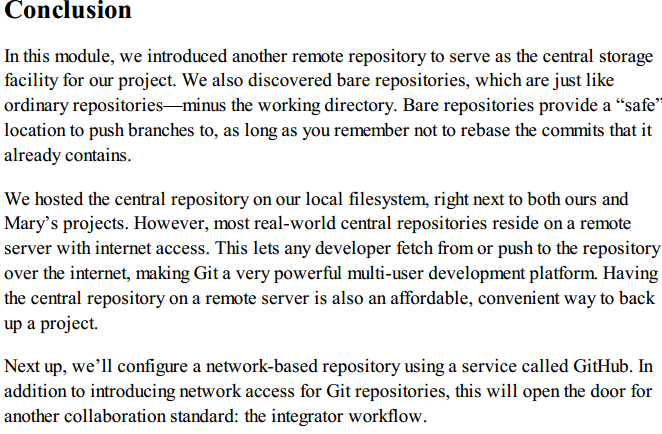 Conclusion
In this module, we introduced another remote repository to serve as the central storage
facility for our project. We also discovered bare repositories, which are just like
ordinary repositories—minus the working directory. Bare repositories provide a “safe”
location to push branches to, as long as you remember not to rebase the commits that it
already contains.
We hosted the central repository on our local filesystem, right next to both ours and
Mary’s projects. However, most real-world central repositories reside on a remote
server with internet access. This lets any developer fetch from or push to the repository
over the internet, making Git a very powerful multi-user development platform. Having
the central repository on a remote server is also an affordable, convenient way to back
up a project.
Next up, we’ll configure a network-based repository using a service called GitHub. In
addition to introducing network access for Git repositories, this will open the door for
another collaboration standard: the integrator workflow.